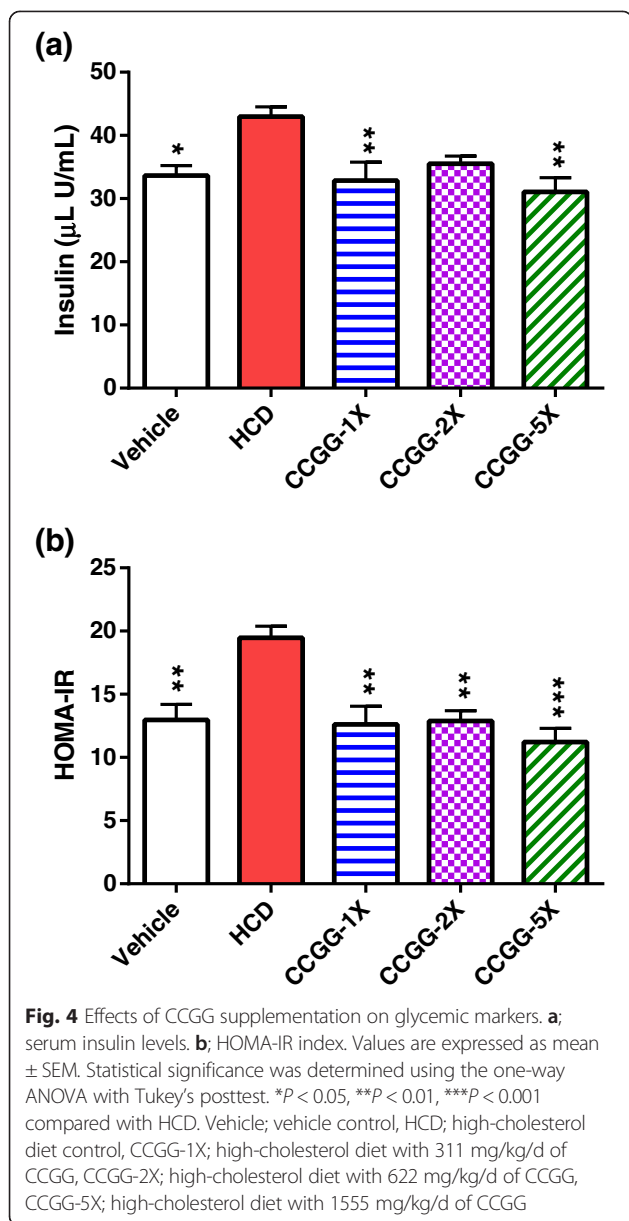 (a)
**
**
*
50
40
30
20
10
0
Insulin (µL U/mL)
Vehicle
HCD
CCGG-1X
CCGG-2X
CCGG-5X
(b)
25
20
15
10
5
0
HOMA-IR
**
**
**
***
Vehicle
HCD
CCGG-1X
CCGG-2X
CCGG-5X
Fig. 4 Effects of CCGG supplementation on glycemic markers. a;
serum insulin levels. b; HOMA-IR index. Values are expressed as mean
± SEM. Statistical significance was determined using the one-way
ANOVA with Tukey's posttest. *P < 0.05, **P < 0.01, ***P < 0.001
compared with HCD. Vehicle; vehicle control, HCD; high-cholesterol
diet control, CCGG-1X; high-cholesterol diet with 311 mg/kg/d of
CCGG, CCGG-2X; high-cholesterol diet with 622 mg/kg/d of CCGG,
CCGG-5X; high-cholesterol diet with 1555 mg/kg/d of CCGG